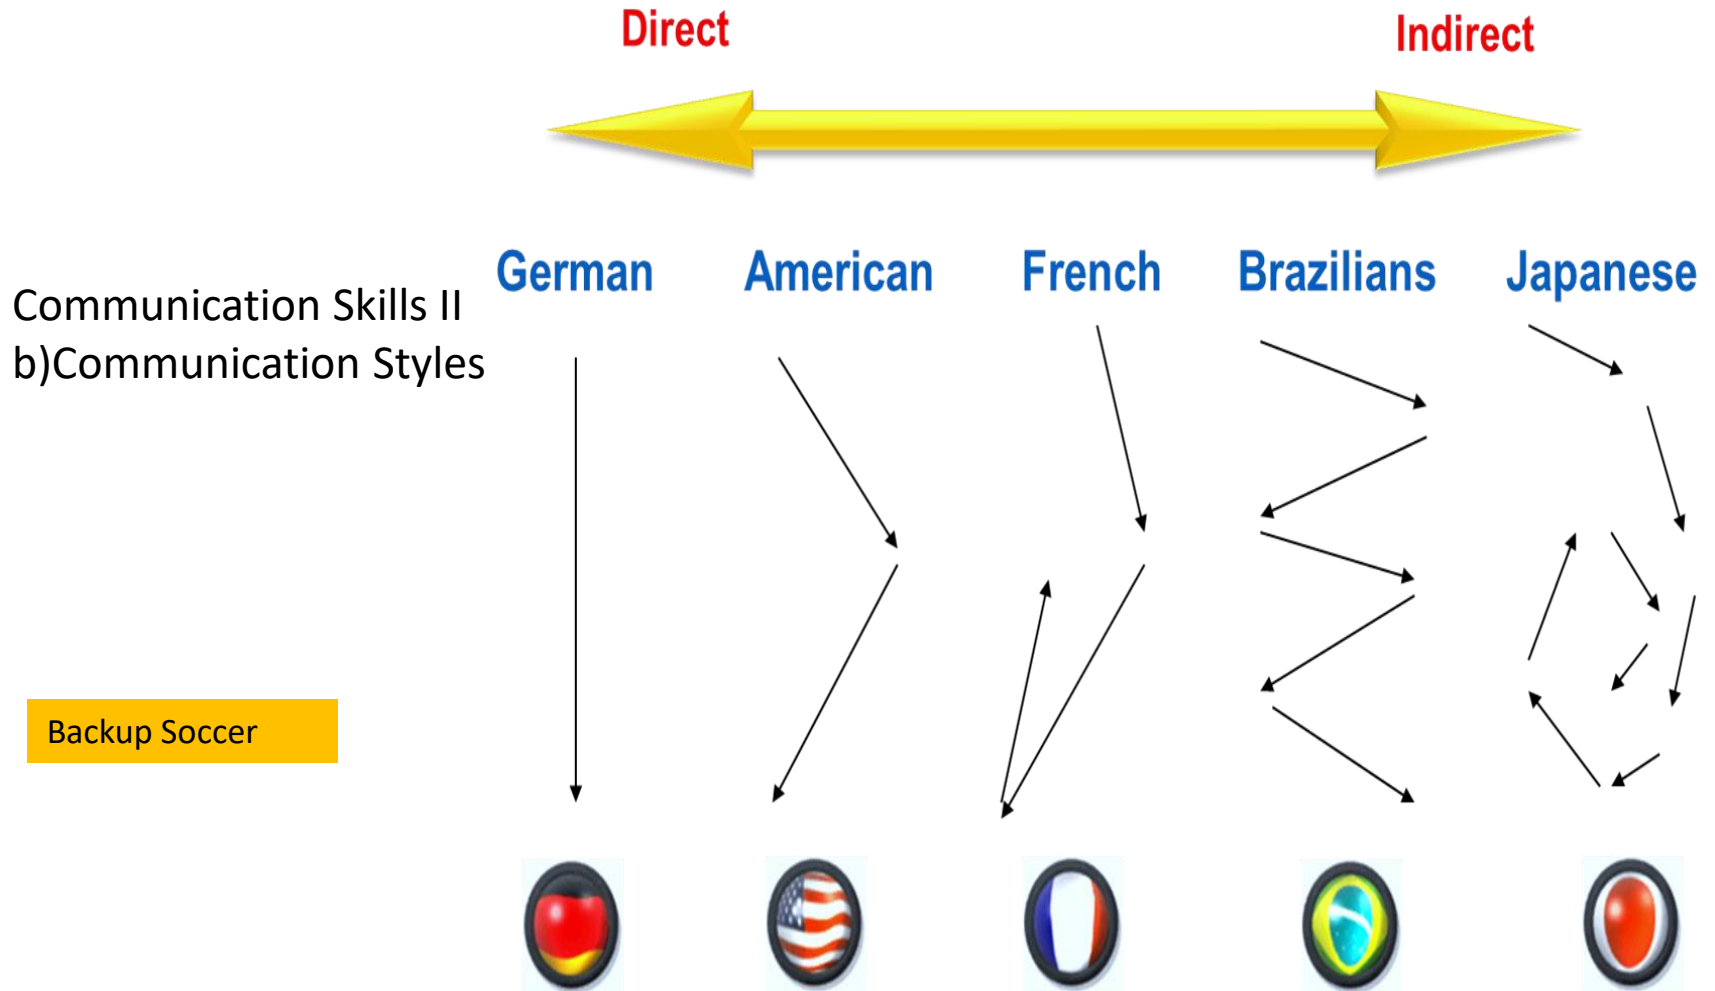 Direct Indirect
German American French Brazilians Japanese
Communication Skills II
b)Communication Styles
Backup Soccer